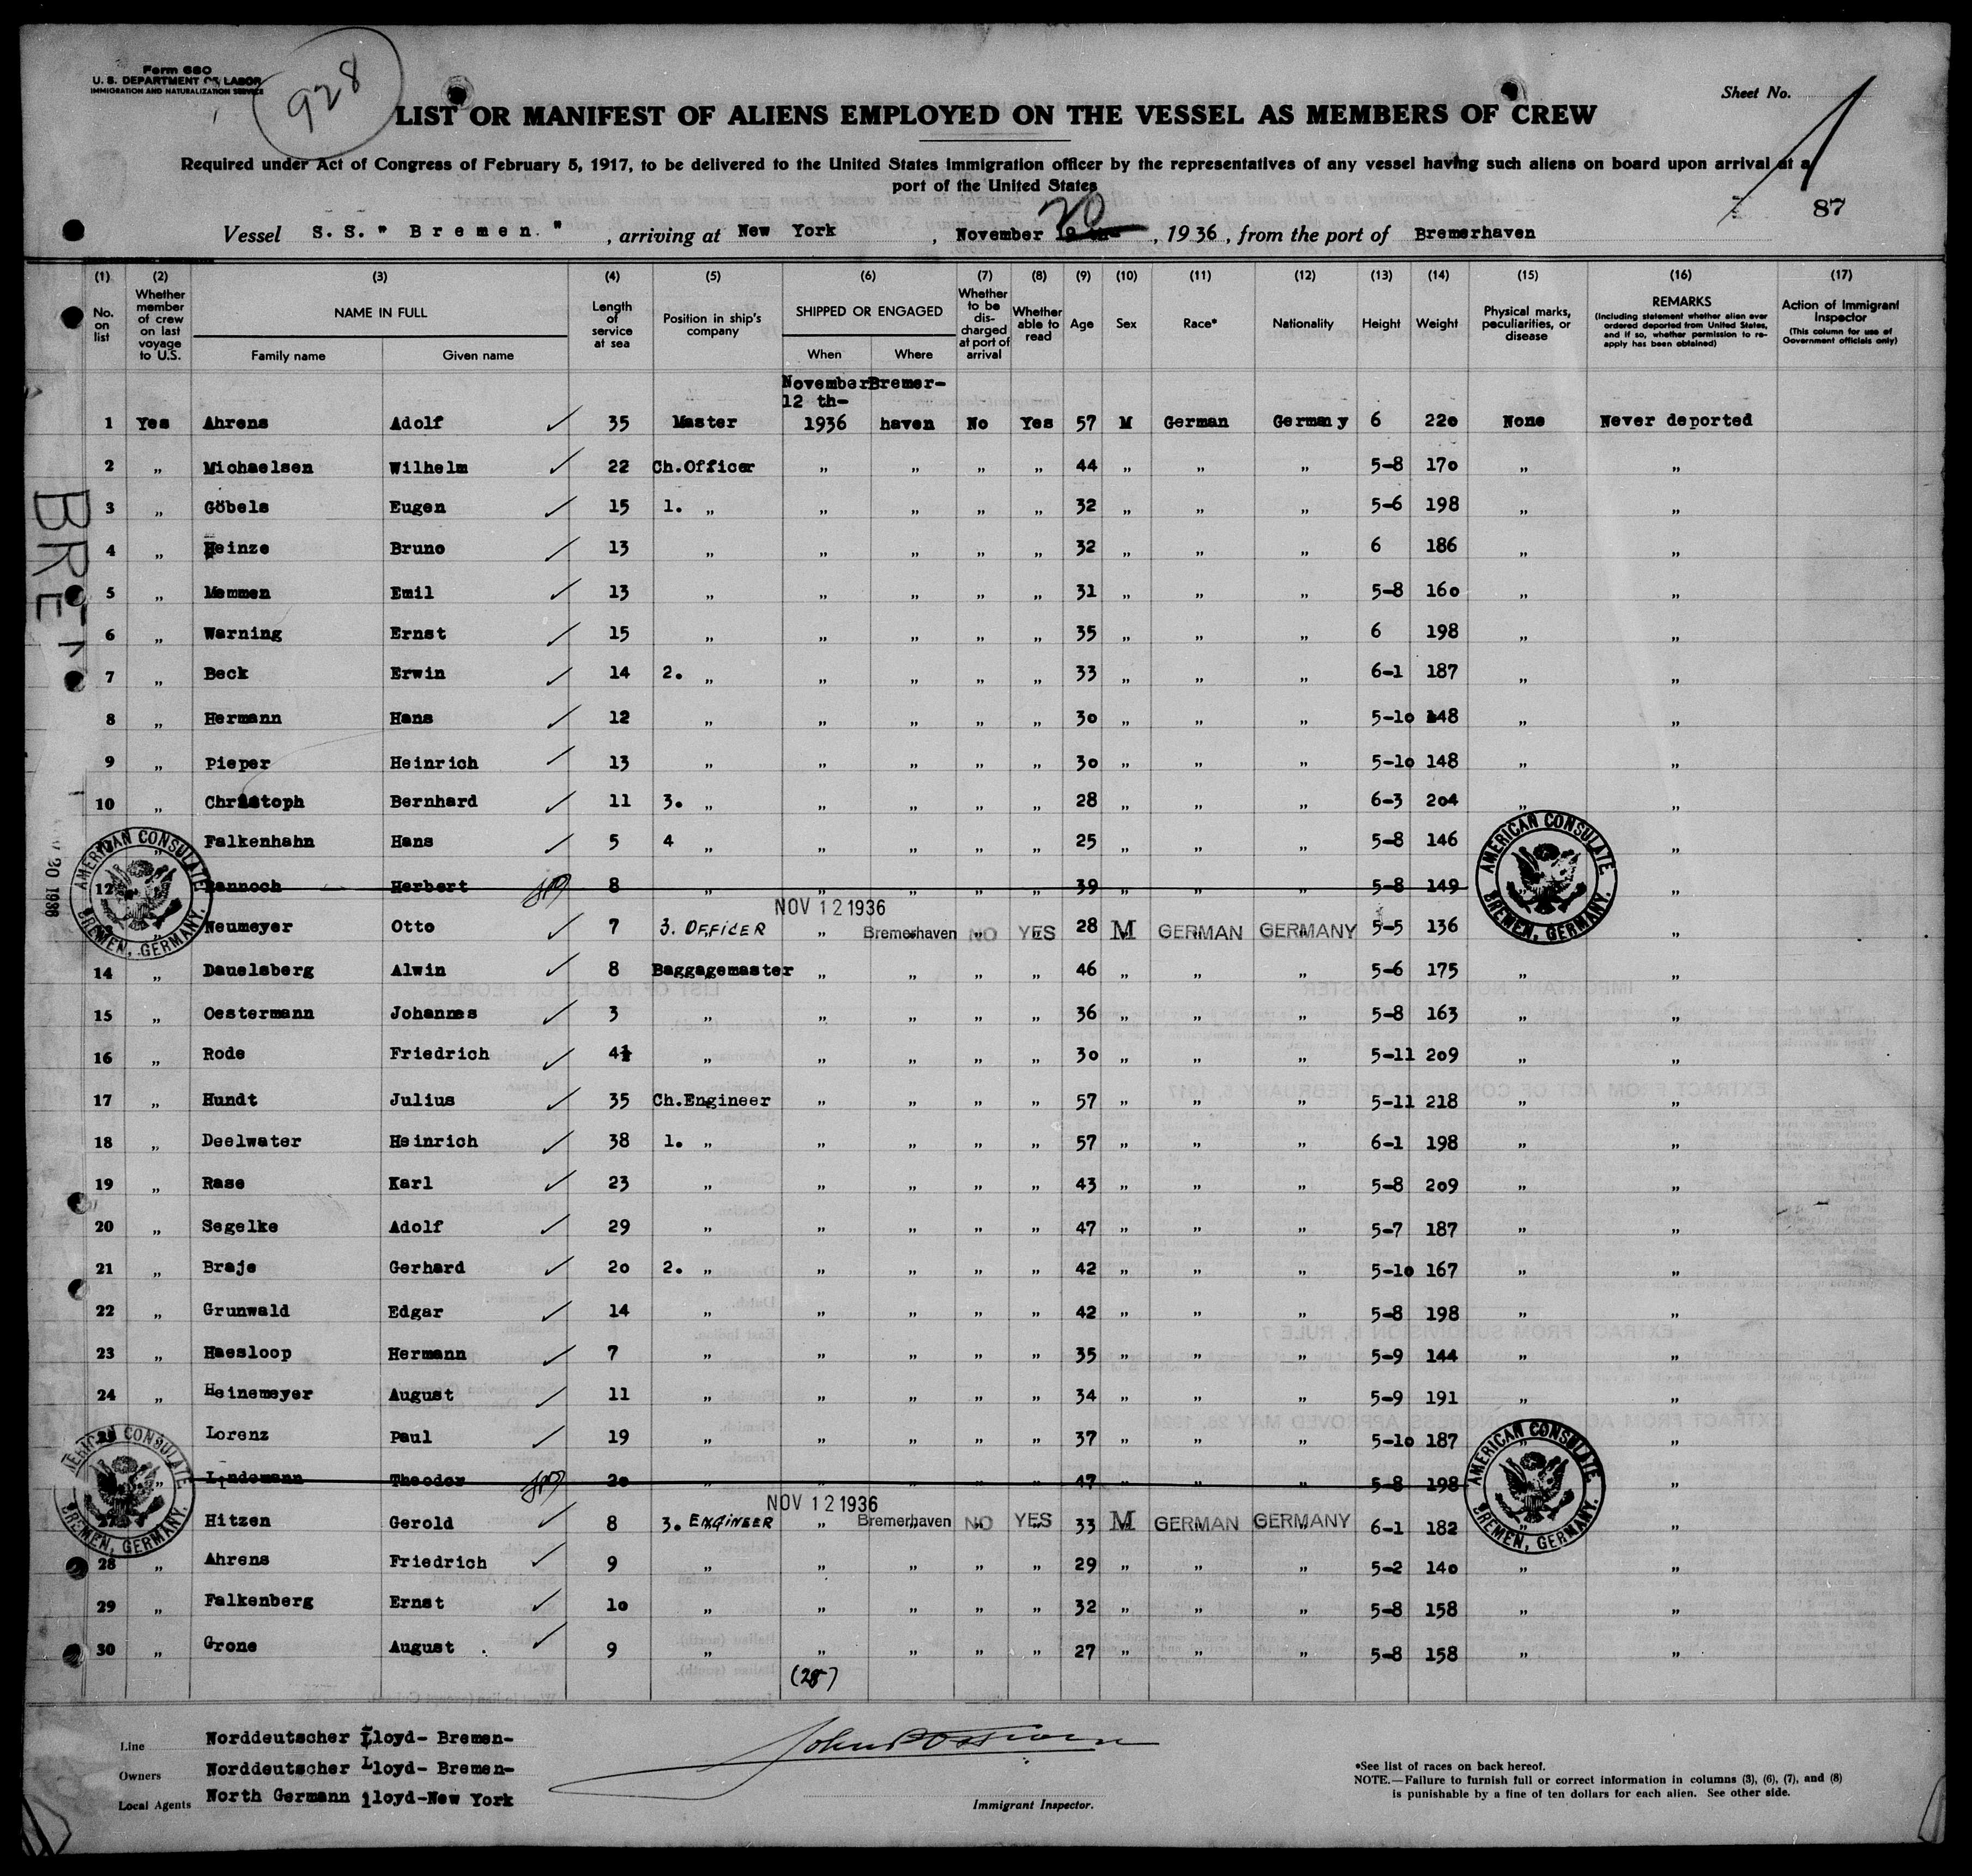 Form 680
U. S. DEPARTMENT OF LABOR
IMMIGRATION AND NATURALIZATION SERVICE
928
Sheet No.
1
LIST OR MANIFEST OF ALIENS EMPLOYED ON THE VESSEL AS MEMBERS OF CREW
Required under Act of Congress of February 5, 1917, to be delivered to the United States immigration officer by the representatives of any vessel having such aliens on board upon arrival at a
port of the United States
87
Vessel S.S." Bremen." , arriving at New York , November 20 , 1936 , from the port of Bremerhaven
(1) (2) (3) (4) (5) (6) (7) (8) (9) (10) (11) (12) (13) (14) (15) (16) (17)
No. on list Whether member of crew on last voyage to U.S. NAME IN FULL Family name Given name Length of service at sea Position in ship's company SHIPPED OR ENGAGED When Where Whether to be discharged at port of arrival Whether able to read Age Sex Race* Nationality Height Weight Physical marks, peculiarities, or disease REMARKS (Including statement whether alien ever ordered deported from United States, and if so, whether permission to reapply has been obtained) Action of Immigrant Inspector (This column for use of Government officials only)
November Bremer-
12 th-
1 Yes Ahrens Adolf ✓ 35 Master 1936 haven No Yes 57 M German Germany 6 220 None Never deported
2 „ Michaelsen Wilhelm ✓ 22 Ch.Officer „ „ „ „ 44 „ „ „ 5-8 170 „ „
3 „ Göbels Eugen ✓ 15 1. „ „ „ „ „ 32 „ „ „ 5-6 198 „ „
4 „ Heinze Bruno ✓ 13 „ „ „ „ „ 32 „ „ „ 6 186 „ „
5 „ Memmen Emil ✓ 13 „ „ „ „ „ 31 „ „ „ 5-8 160 „ „
6 „ Warning Ernst ✓ 15 „ „ „ „ „ 35 „ „ „ 6 198 „ „
7 „ Beck Erwin ✓ 14 2. „ „ „ „ „ 33 „ „ „ 6-1 187 „ „
8 „ Hermann Hans ✓ 12 „ „ „ „ „ 30 „ „ „ 5-10 148 „ „
9 „ Pieper Heinrich ✓ 13 „ „ „ „ „ 30 „ „ „ 5-10 148 „ „
10 „ Christoph Bernhard ✓ 11 3. „ „ „ „ „ 28 „ „ „ 6-3 204 „ „
„ Falkenhahn Hans ✓ 5 4 „ „ „ „ „ 25 „ „ „ 5-8 146 „
12 Herbert 8 „ „ „ „ „ 39 „ „ „ 5-8 149 „
NOV 12 1936
Neumeyer Otto ✓ 7 3. OFFICER „ Bremerhaven NO YES 28 M GERMAN GERMANY 5-5 136 „
14 „ Dauelsberg Alwin ✓ 8 Baggagemaster „ „ „ „ 46 „ „ „ 5-6 175 „ „
15 „ Oestermann Johannes ✓ 3 „ „ „ „ „ 36 „ „ „ 5-8 163 „ „
16 „ Rode Friedrich ✓ 4½ „ „ „ „ „ 30 „ „ „ 5-11 209 „ „
17 „ Hundt Julius ✓ 35 Ch.Engineer „ „ „ „ 57 „ „ „ 5-11 218 „ „
18 „ Deelwater Heinrich ✓ 38 1. „ „ „ „ „ 57 „ „ „ 6-1 198 „ „
19 „ Rase Karl ✓ 23 „ „ „ „ „ 43 „ „ „ 5-8 209 „ „
20 „ Segelke Adolf ✓ 29 „ „ „ „ „ 47 „ „ „ 5-7 187 „ „
21 „ Braje Gerhard ✓ 20 2. „ „ „ „ „ 42 „ „ „ 5-10 167 „ „
22 „ Grunwald Edgar ✓ 14 „ „ „ „ „ 42 „ „ „ 5-8 198 „ „
23 „ Haesloop Hermann ✓ 7 „ „ „ „ „ 35 „ „ „ 5-9 144 „ „
24 „ Heinemeyer August ✓ 11 „ „ „ „ „ 34 „ „ „ 5-9 191 „ „
25 Lorenz Paul ✓ 19 „ „ „ „ „ 37 „ „ „ 5-10 187 „ „
„ Lindemann Theodor 20 „ „ „ „ „ 47 „ „ „ 5-8 198 „
NOV 12 1936
27 Hitzen Gerold ✓ 8 3. ENGINEER „ Bremerhaven NO YES 33 M GERMAN GERMANY 6-1 182 „ „
28 „ Ahrens Friedrich ✓ 9 „ „ „ „ „ 29 „ „ „ 5-2 140 „ „
29 „ Falkenberg Ernst ✓ 10 „ „ „ „ „ 32 „ „ „ 5-8 158 „ „
30 „ Grone August ✓ 9 „ „ „ „ „ 27 „ „ „ 5-8 158 „ „
(28)
AMERICAN CONSULATE BREMEN, GERMANY.
AMERICAN CONSULATE BREMEN, GERMANY.
AMERICAN CONSULATE BREMEN, GERMANY.
AMERICAN CONSULATE BREMEN, GERMANY.
Line Norddeutscher Lloyd- Bremen-
Owners Norddeutscher Lloyd- Bremen-
Local Agents North Germann lloyd-New York
Immigrant Inspector.
*See list of races on back hereof.
NOTE.—Failure to furnish full or correct information in columns (3), (6), (7), and (8)
is punishable by a fine of ten dollars for each alien. See other side.